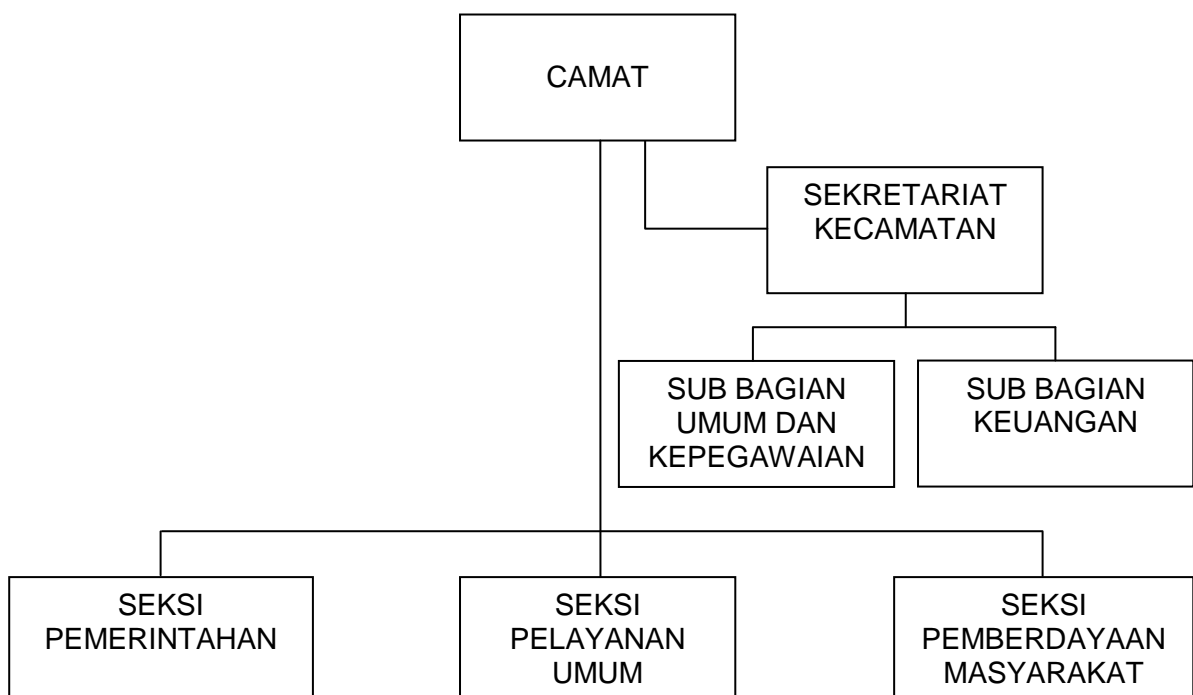 CAMAT
SEKRETARIAT
KECAMATAN
SUB BAGIAN
UMUM DAN
KEPEGAWAIAN
SUB BAGIAN
KEUANGAN
SEKSI
PEMERINTAHAN
SEKSI
PELAYANAN
UMUM
SEKSI
PEMBERDAYAAN
MASYARAKAT